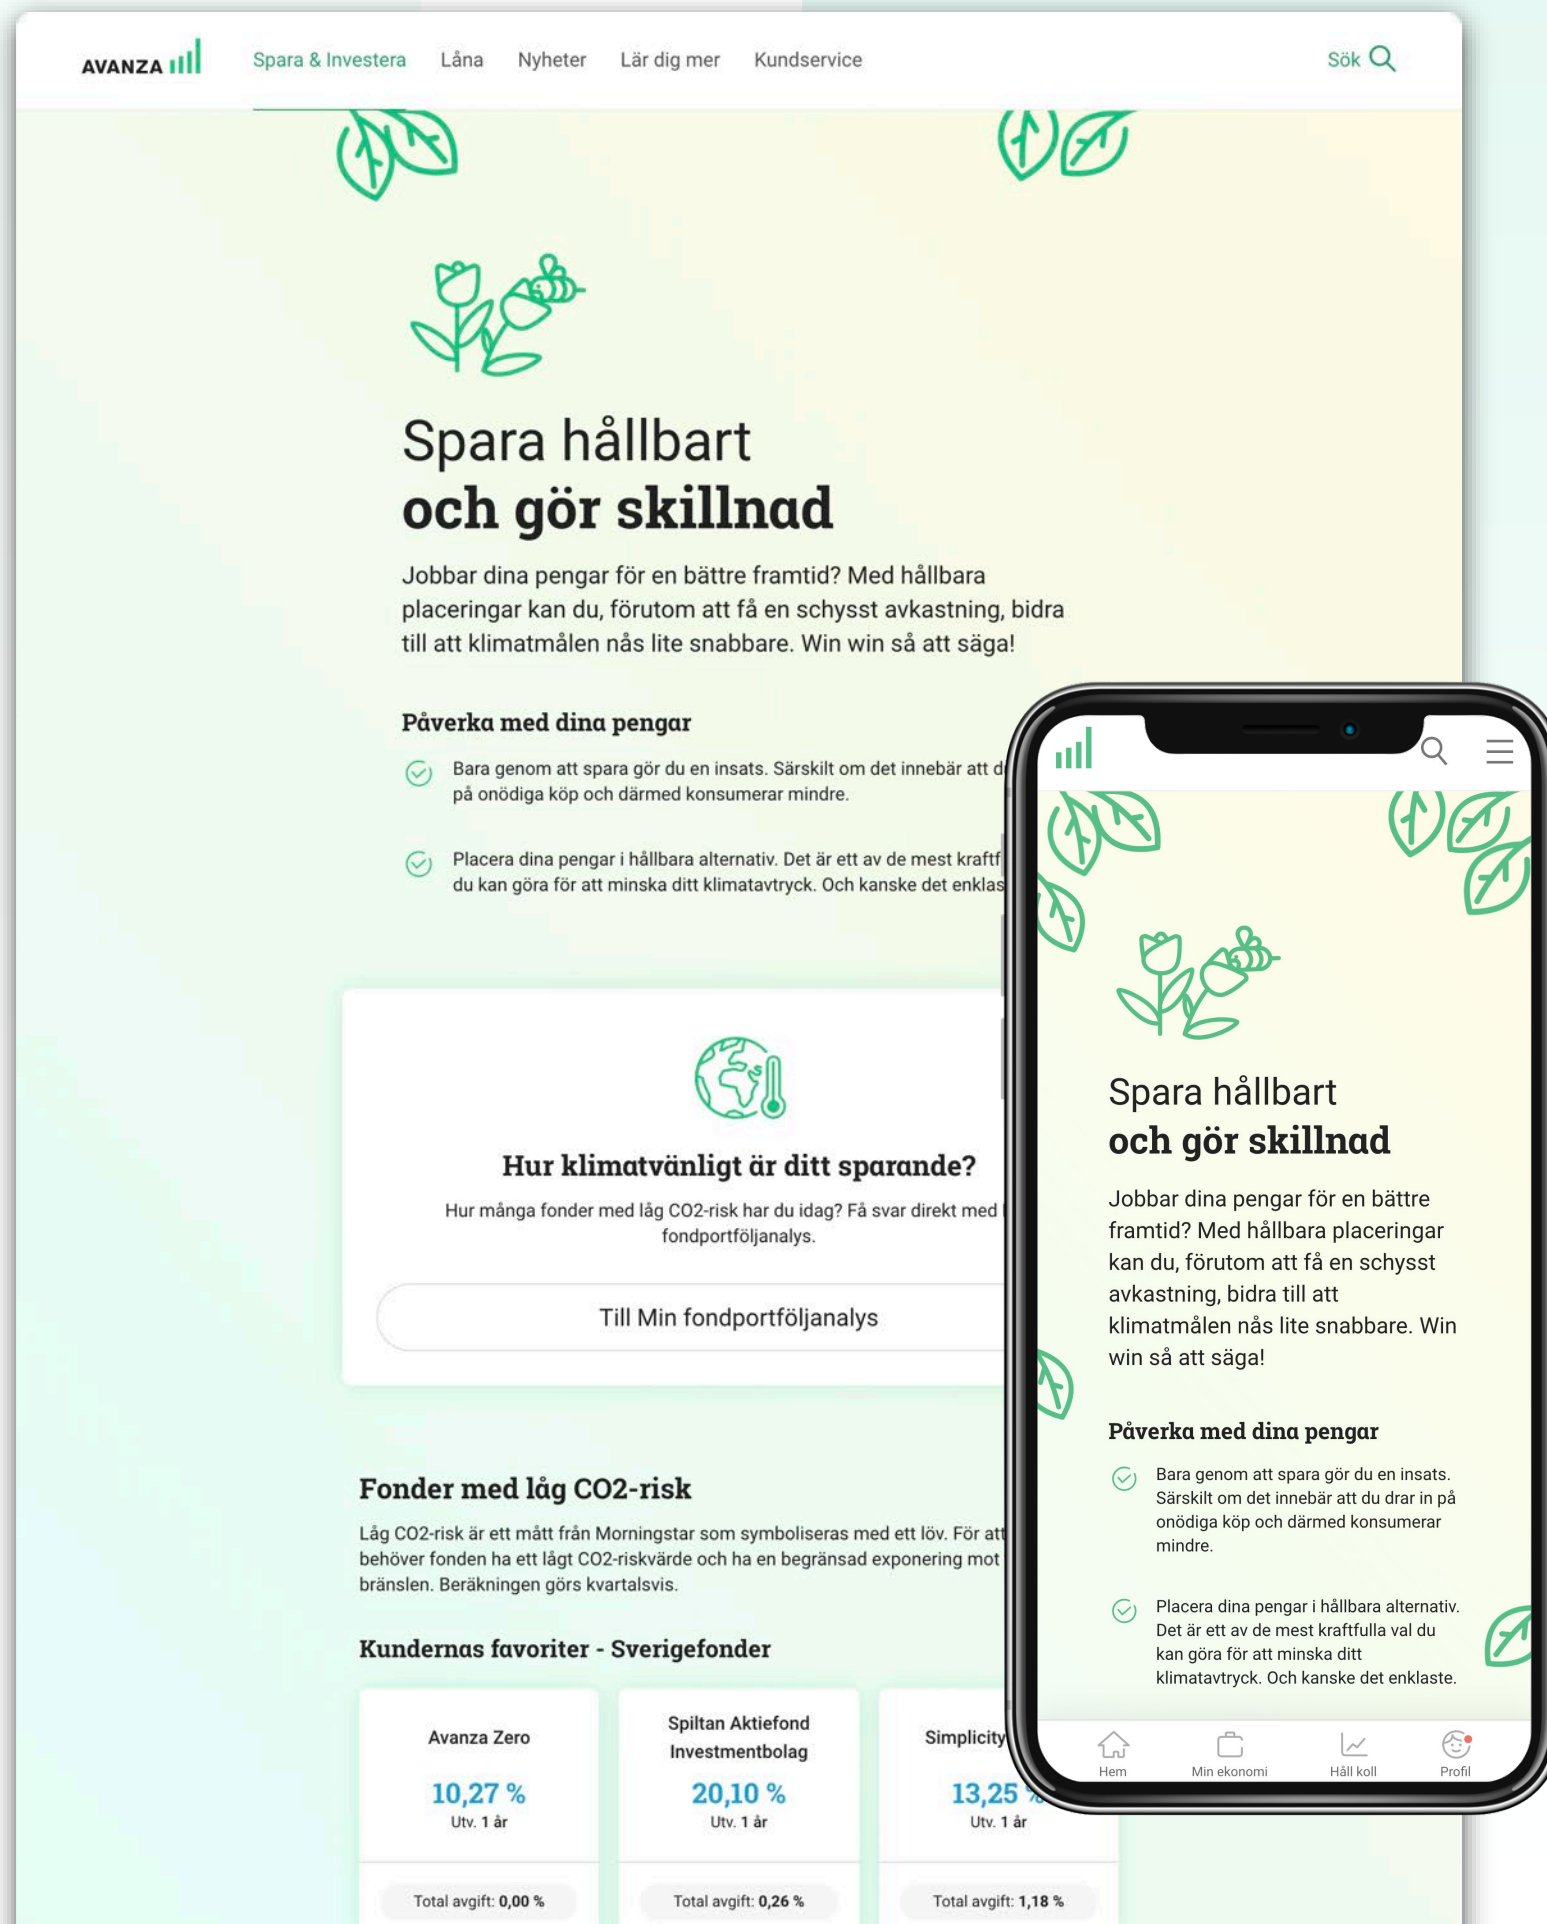 AVANZA
Spara & Investera
Låna
Nyheter
Lär dig mer
Kundservice
Sök
Spara hållbart
och gör skillnad
Jobbar dina pengar för en bättre framtid? Med hållbara
placeringar kan du, förutom att få en schysst avkastning, bidra
till att klimatmålen nås lite snabbare. Win win så att säga!
Påverka med dina pengar
Bara genom att spara gör du en insats. Särskilt om det innebär att
på onödiga köp och därmed konsumerar mindre.
Placera dina pengar i hållbara alternativ. Det är ett av de mest
du kan göra för att minska ditt klimatavtryck. Och kanske det
Hur klimatvänligt är ditt sparande?
Hur många fonder med låg CO2-risk har du idag? Få svar direkt med
fondportföljanalys.
Till Min fondportföljanalys
Fonder med låg CO2-risk
Låg CO2-risk är ett mått från Morningstar som symboliseras med ett löv. För att
behöver fonden ha ett lågt CO2-riskvärde och ha en begränsad exponering mot
bränslen. Beräkningen görs kvartalsvis.
Kundernas favoriter - Sverigefonder
Avanza Zero
10,27 %
Utv. 1 år
Total avgift: 0,00 %
Spiltan Aktiefond
Investmentbolag
20,10 %
Utv. 1 år
Total avgift: 0,26 %
Simplicity
13,25 %
Utv. 1 år
Total avgift: 1,18 %
Spara hållbart
och gör skillnad
Jobbar dina pengar för en bättre
framtid? Med hållbara placeringar
kan du, förutom att få en schysst
avkastning, bidra till att
klimatmålen nås lite snabbare. Win
win så att säga!
Påverka med dina pengar
Bara genom att spara gör du en insats.
Särskilt om det innebär att du drar in på
onödiga köp och därmed konsumerar
mindre.
Placera dina pengar i hållbara alternativ.
Det är ett av de mest kraftfulla val du
kan göra för att minska ditt
klimatavtryck. Och kanske det enklaste.
Hem
Min ekonomi
Håll koll
Profil